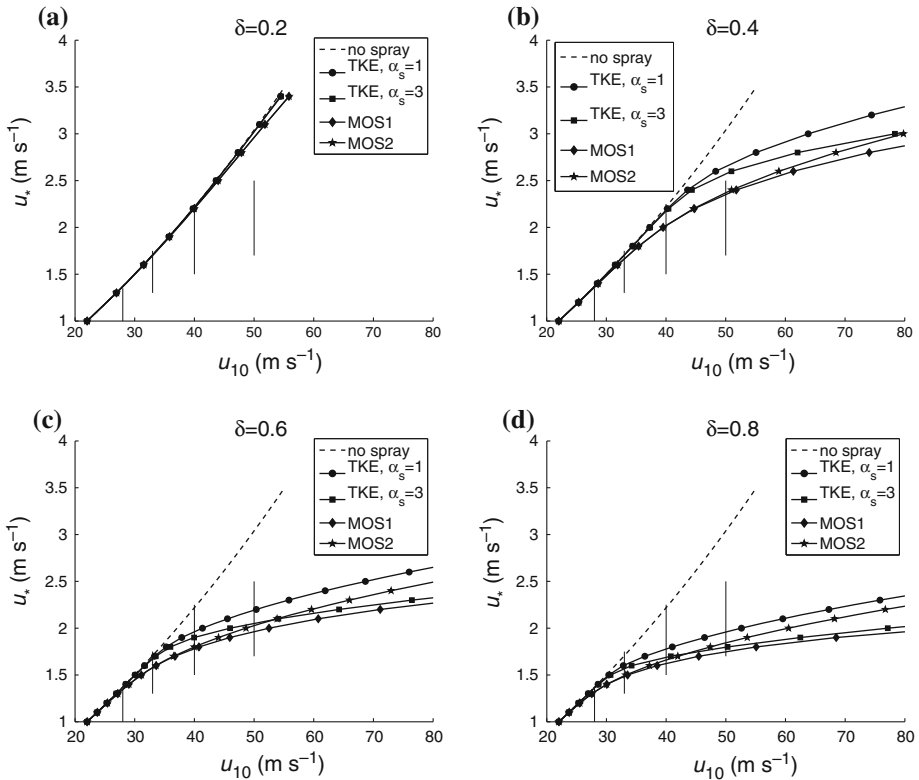 (a)
δ=0.2
no spray
TKE, αs=1
TKE, αs=3
MOS1
MOS2
4
3.5
3
2.5
2
1.5
1
u* (m s−1)
20 30 40 50 60 70 80
u10 (m s−1)
(b)
δ=0.4
no spray
TKE, αs=1
TKE, αs=3
MOS1
MOS2
4
3.5
3
2.5
2
1.5
1
u* (m s−1)
20 30 40 50 60 70 80
u10 (m s−1)
(c)
δ=0.6
no spray
TKE, αs=1
TKE, αs=3
MOS1
MOS2
4
3.5
3
2.5
2
1.5
1
u* (m s−1)
20 30 40 50 60 70 80
u10 (m s−1)
(d)
δ=0.8
no spray
TKE, αs=1
TKE, αs=3
MOS1
MOS2
4
3.5
3
2.5
2
1.5
1
u* (m s−1)
20 30 40 50 60 70 80
u10 (m s−1)